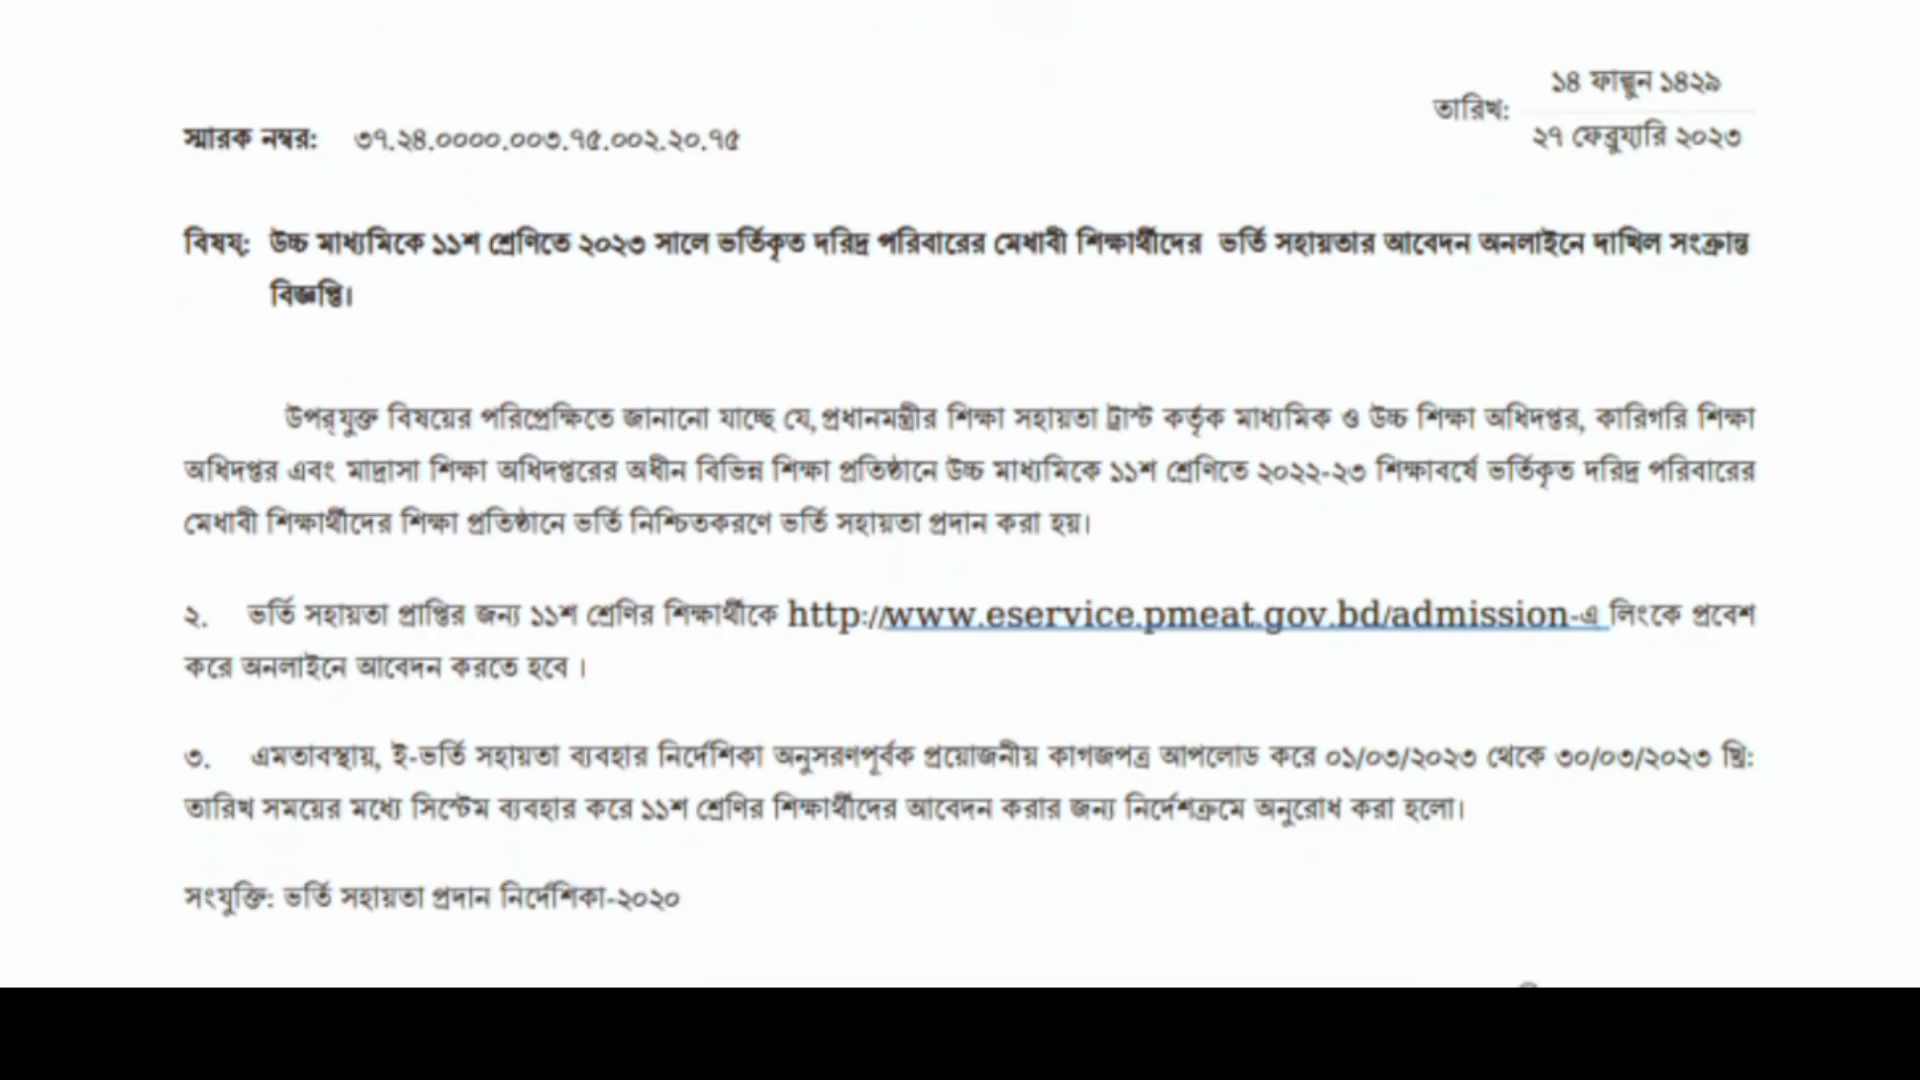 ১৪ ফাল্গুন ১৪২৯
তারিখ:
২৭ ফেব্রুয়ারি ২০২৩
স্মারক নম্বর: ৩৭.২৪.০০০০.০০৩.৭৫.০০২.২০.৭৫
বিষয়: উচ্চ মাধ্যমিকে ১১শ শ্রেণিতে ২০২৩ সালে ভর্তিকৃত দরিদ্র পরিবারের মেধাবী শিক্ষার্থীদের ভর্তি সহায়তার আবেদন অনলাইনে দাখিল সংক্রান্ত
বিজ্ঞপ্তি।
উপর্‌যুক্ত বিষয়ের পরিপ্রেক্ষিতে জানানো যাচ্ছে যে, প্রধানমন্ত্রীর শিক্ষা সহায়তা ট্রাস্ট কর্তৃক মাধ্যমিক ও উচ্চ শিক্ষা অধিদপ্তর, কারিগরি শিক্ষা
অধিদপ্তর এবং মাদ্রাসা শিক্ষা অধিদপ্তরের অধীন বিভিন্ন শিক্ষা প্রতিষ্ঠানে উচ্চ মাধ্যমিকে ১১শ শ্রেণিতে ২০২২-২৩ শিক্ষাবর্ষে ভর্তিকৃত দরিদ্র পরিবারের
মেধাবী শিক্ষার্থীদের শিক্ষা প্রতিষ্ঠানে ভর্তি নিশ্চিতকরণে ভর্তি সহায়তা প্রদান করা হয়।
২. ভর্তি সহায়তা প্রাপ্তির জন্য ১১শ শ্রেণির শিক্ষার্থীকে http://www.eservice.pmeat.gov.bd/admission-এ লিংকে প্রবেশ
করে অনলাইনে আবেদন করতে হবে ।
৩. এমতাবস্থায়, ই-ভর্তি সহায়তা ব্যবহার নির্দেশিকা অনুসরণপূর্বক প্রয়োজনীয় কাগজপত্র আপলোড করে ০১/০৩/২০২৩ থেকে ৩০/০৩/২০২৩ খ্রি:
তারিখ সময়ের মধ্যে সিস্টেম ব্যবহার করে ১১শ শ্রেণির শিক্ষার্থীদের আবেদন করার জন্য নির্দেশক্রমে অনুরোধ করা হলো।
সংযুক্তি: ভর্তি সহায়তা প্রদান নির্দেশিকা-২০২০